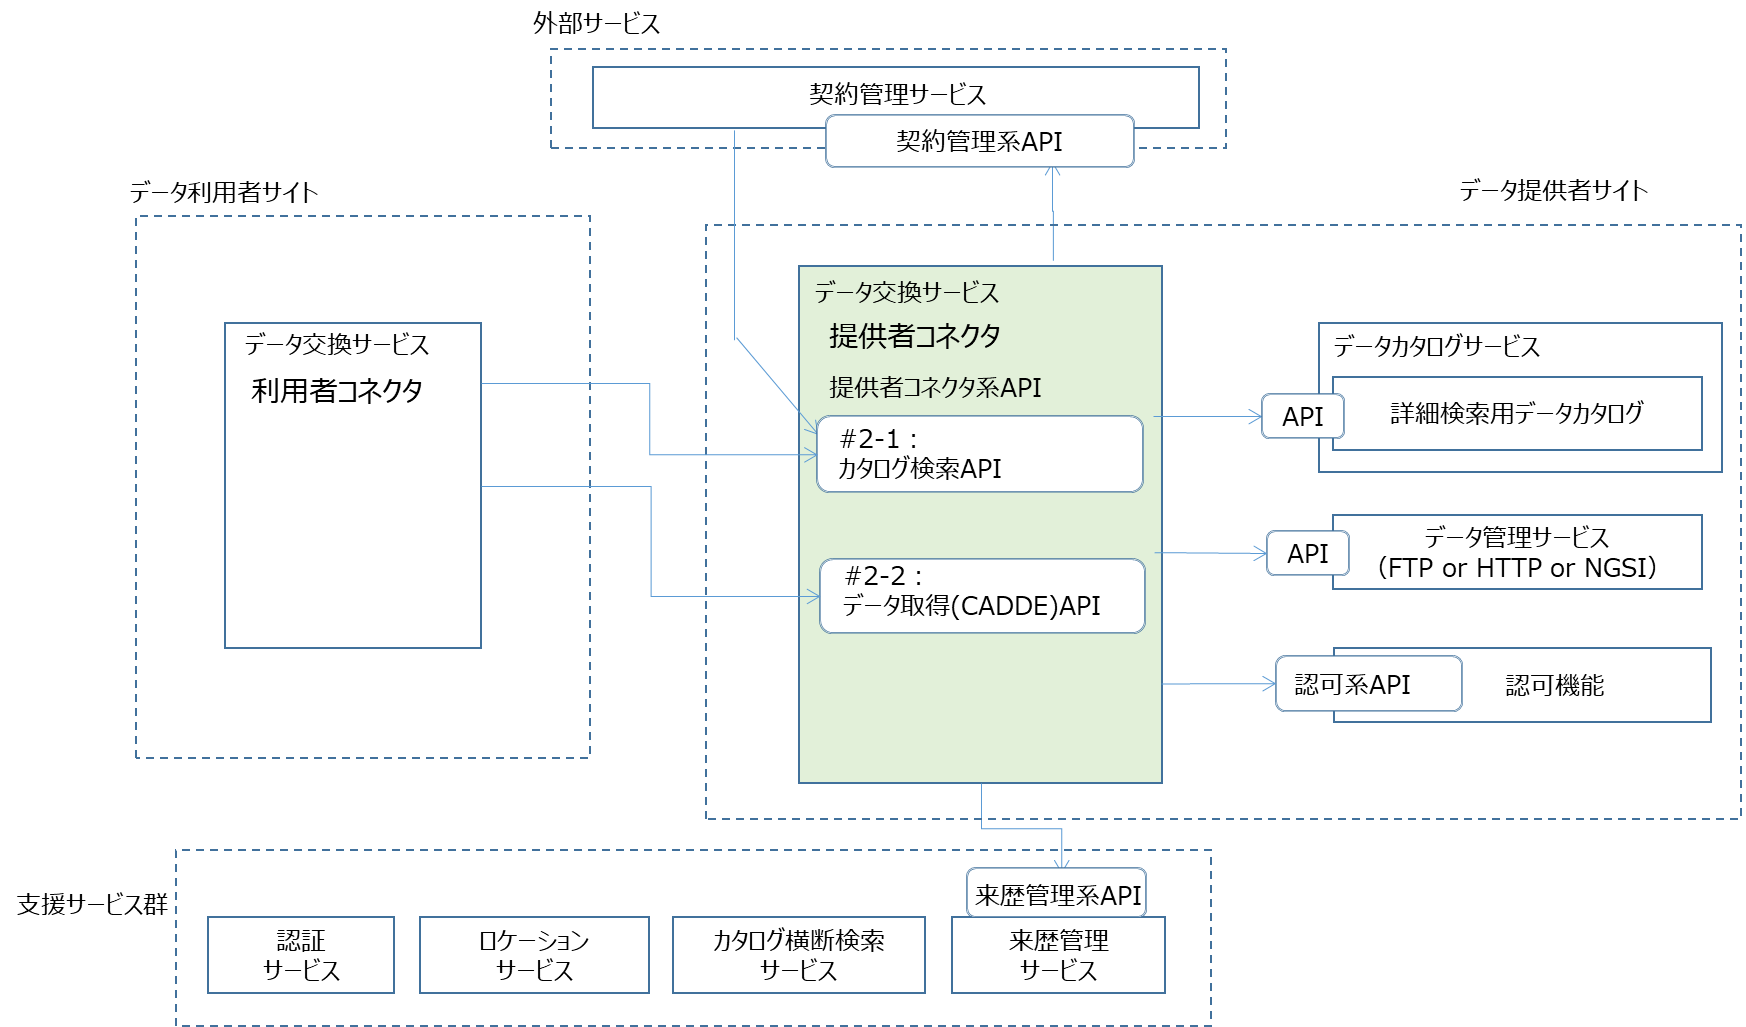 外部サービス
契約管理サービス
契約管理系API
データ利用者サイト
データ提供者サイト
データ交換サービス
利用者コネクタ
データ交換サービス
提供者コネクタ
提供者コネクタ系API
#2-1：
カタログ検索API
#2-2：
データ取得(CADDE)API
データカタログサービス
API
詳細検索用データカタログ
API
データ管理サービス
（FTP or HTTP or NGSI）
認可系API
認可機能
支援サービス群
来歴管理系API
認証
サービス
ロケーション
サービス
カタログ横断検索
サービス
来歴管理
サービス